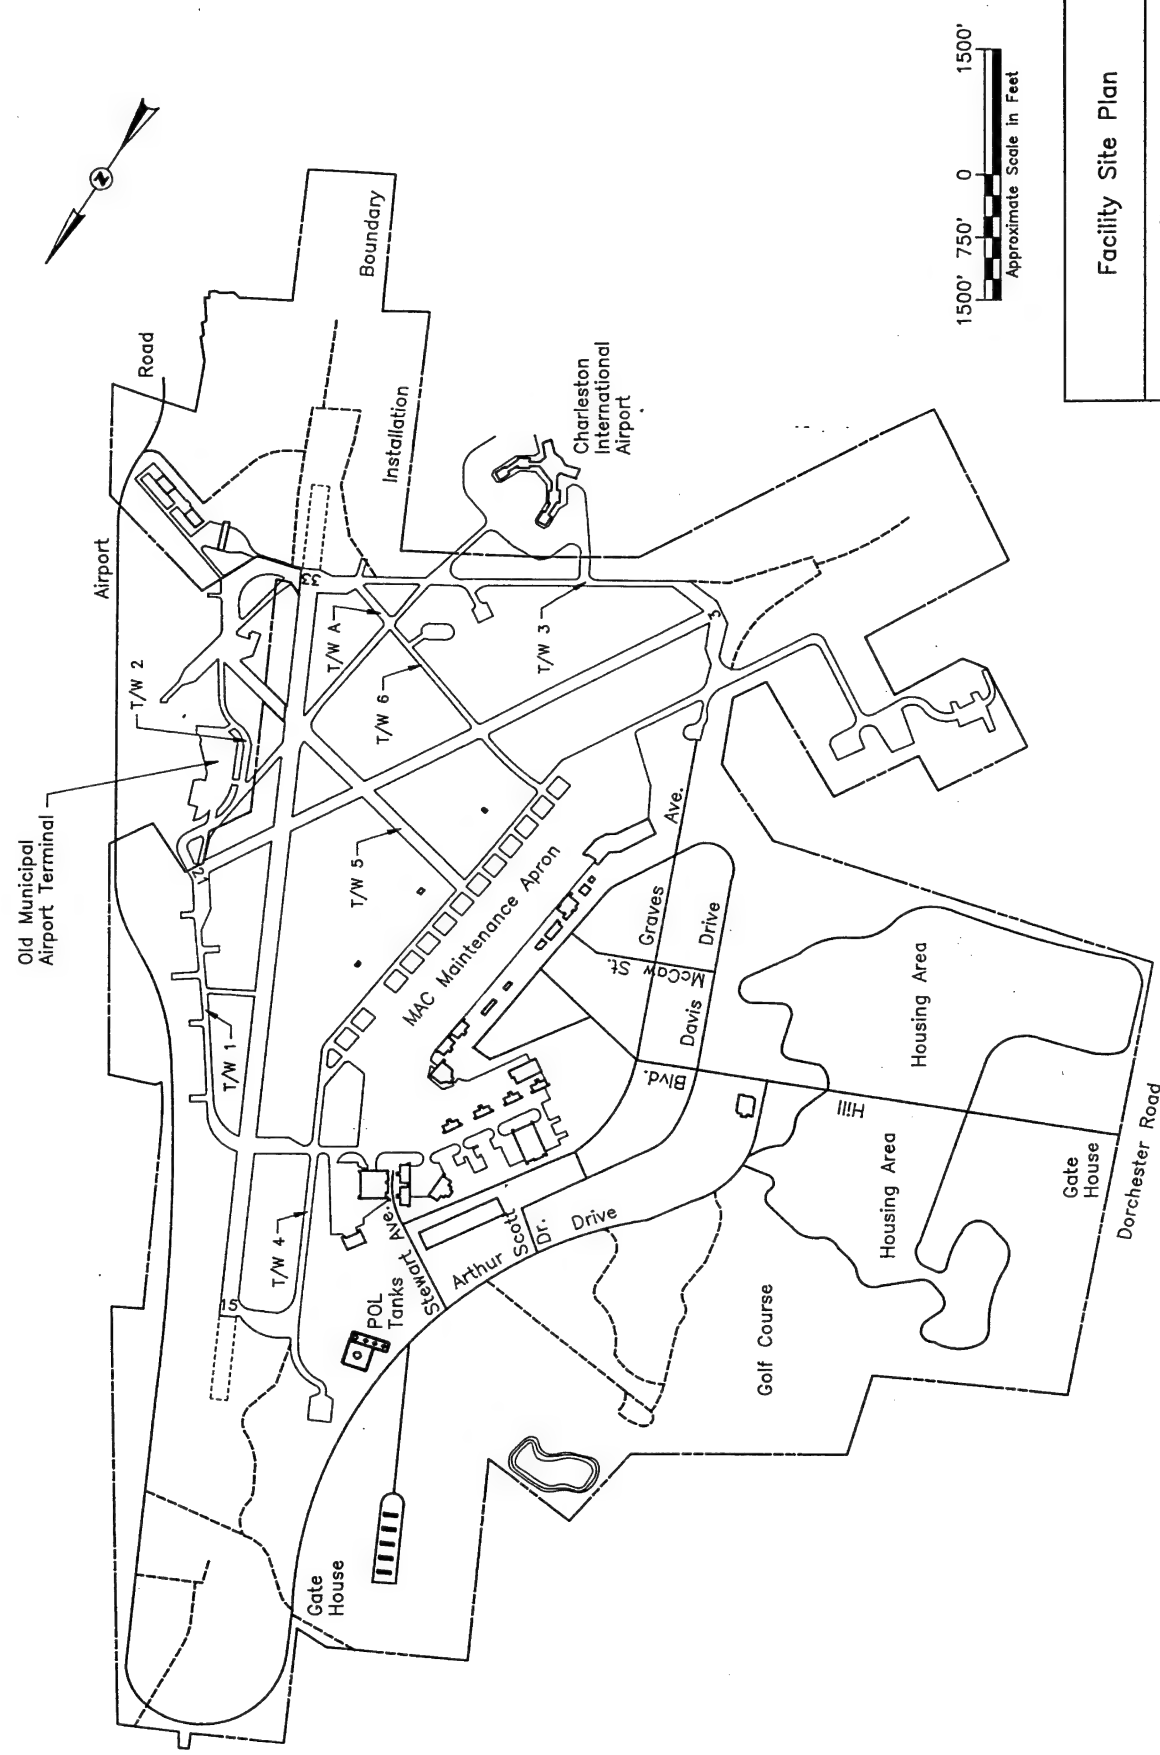 Old Municipal
Airport Terminal
Airport
Road
N
Boundary
Installation
Charleston
International
Airport
T/W 2
T/W A
T/W 6
T/W 3
T/W 5
T/W 1
T/W 4
33
3
21
15
MAC Maintenance Apron
Graves
Ave.
Davis
Drive
McCaw St.
Hill
Blvd.
Stewart Ave.
Arthur
Drive
Scott
Dr.
POL
Tanks
Golf Course
Housing Area
Housing Area
Gate
House
Gate
House
Dorchester Road
1500' 750' 0 1500'
Approximate Scale in Feet
Facility Site Plan